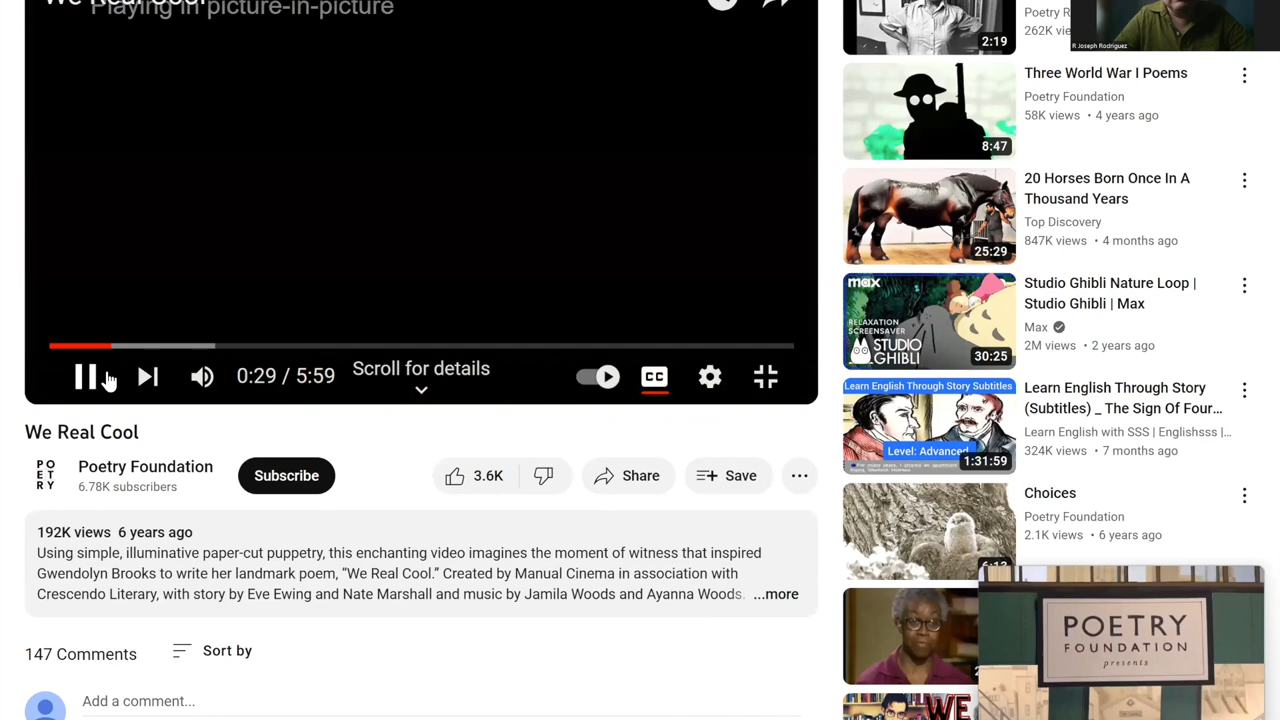 We Real Cool
Playing in picture-in-picture
0:29 / 5:59
Scroll for details
CC
We Real Cool
PO
ET
RY
Poetry Foundation
6.78K subscribers
Subscribe
3.6K
Share
Save
192K views 6 years ago
Using simple, illuminative paper-cut puppetry, this enchanting video imagines the moment of witness that inspired
Gwendolyn Brooks to write her landmark poem, “We Real Cool.” Created by Manual Cinema in association with
Crescendo Literary, with story by Eve Ewing and Nate Marshall and music by Jamila Woods and Ayanna Woods. ...more
147 Comments
Sort by
Add a comment...
2:19
Poetry R
262K vie
R Joseph Rodríguez
8:47
Three World War I Poems
Poetry Foundation
58K views • 4 years ago
25:29
20 Horses Born Once In A
Thousand Years
Top Discovery
847K views • 4 months ago
max
RELAXATION
SCREENSAVER
STUDIO
GHIBLI
30:25
Studio Ghibli Nature Loop |
Studio Ghibli | Max
Max
2M views • 2 years ago
Learn English Through Story Subtitles
Level: Advanced
1:31:59
Learn English Through Story
(Subtitles) _ The Sign Of Four...
Learn English with SSS | Englishsss |...
324K views • 7 months ago
Choices
Poetry Foundation
2.1K views • 6 years ago
POETRY
FOUNDATION
presents
WE